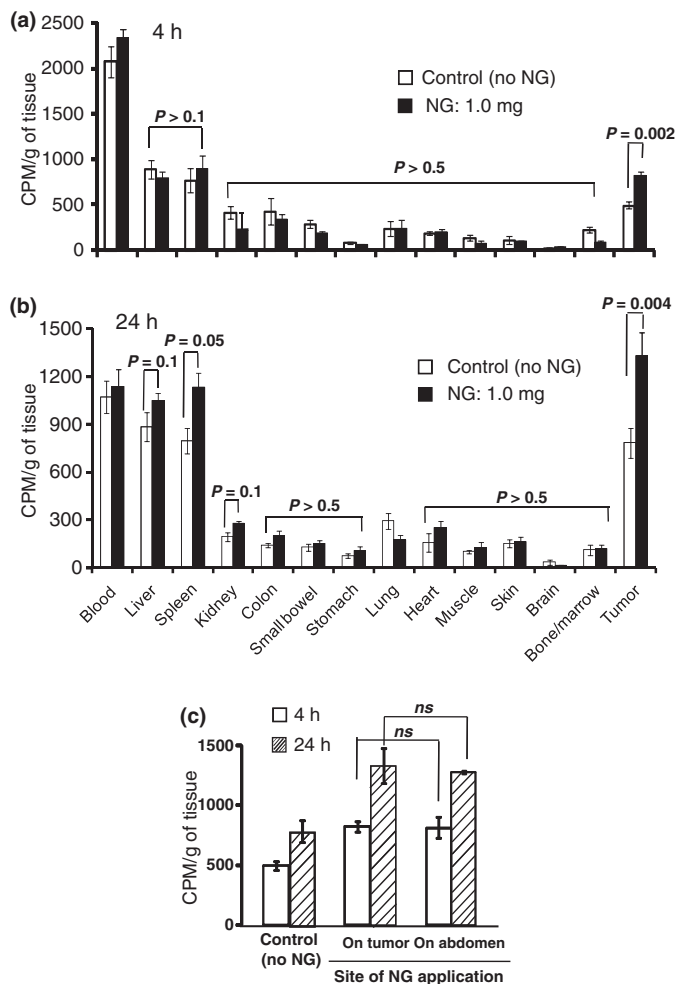 (a)
4 h
2500
2000
1500
1000
500
0
CPM/g of tissue
Control (no NG)
NG: 1.0 mg
P > 0.1
P > 0.5
P = 0.002
(b)
24 h
1500
1200
900
600
300
0
CPM/g of tissue
Control (no NG)
NG: 1.0 mg
P = 0.1
P = 0.05
P = 0.1
P > 0.5
P > 0.5
P = 0.004
Blood
Liver
Spleen
Kidney
Colon
Small bowel
Stomach
Lung
Heart
Muscle
Skin
Brain
Bone/marrow
Tumor
(c)
4 h
24 h
1500
1000
500
0
CPM/g of tissue
ns
ns
Control
(no NG)
On tumor On abdomen
Site of NG application